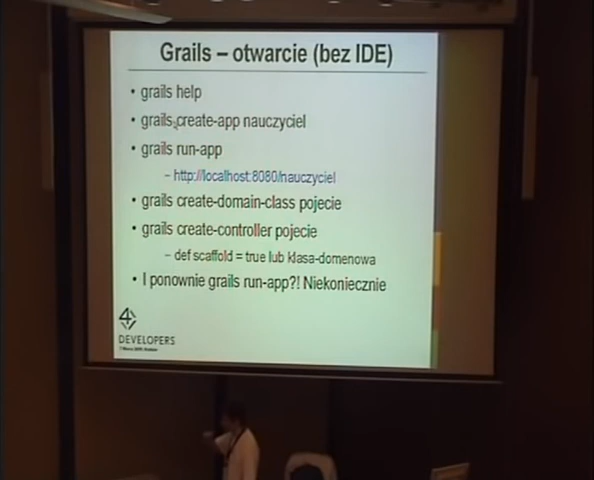 Grails – otwarcie (bez IDE)
• grails help
• grails create-app nauczyciel
• grails run-app
– http://localhost:8080/nauczyciel
• grails create-domain-class pojecie
• grails create-controller pojecie
– def scaffold = true lub klasa-domenowa
• I ponownie grails run-app?! Niekoniecznie
4
DEVELOPERS